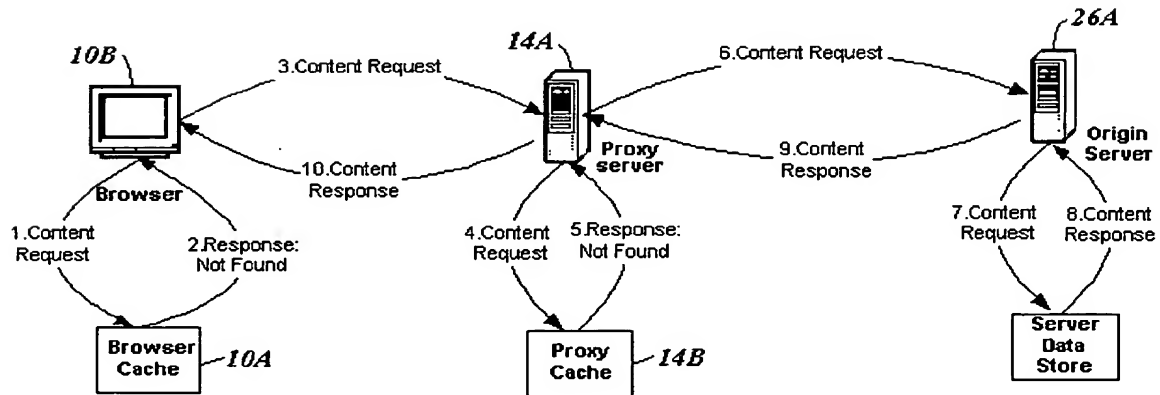 10B
14A
26A
3.Content Request
6.Content Request
10.Content
Response
Proxy
server
9.Content
Response
Origin
Server
Browser
1.Content
Request
2.Response:
Not Found
4.Content
Request
5.Response:
Not Found
7.Content
Request
8.Content
Response
Browser
Cache
10A
Proxy
Cache
14B
Server
Data
Store